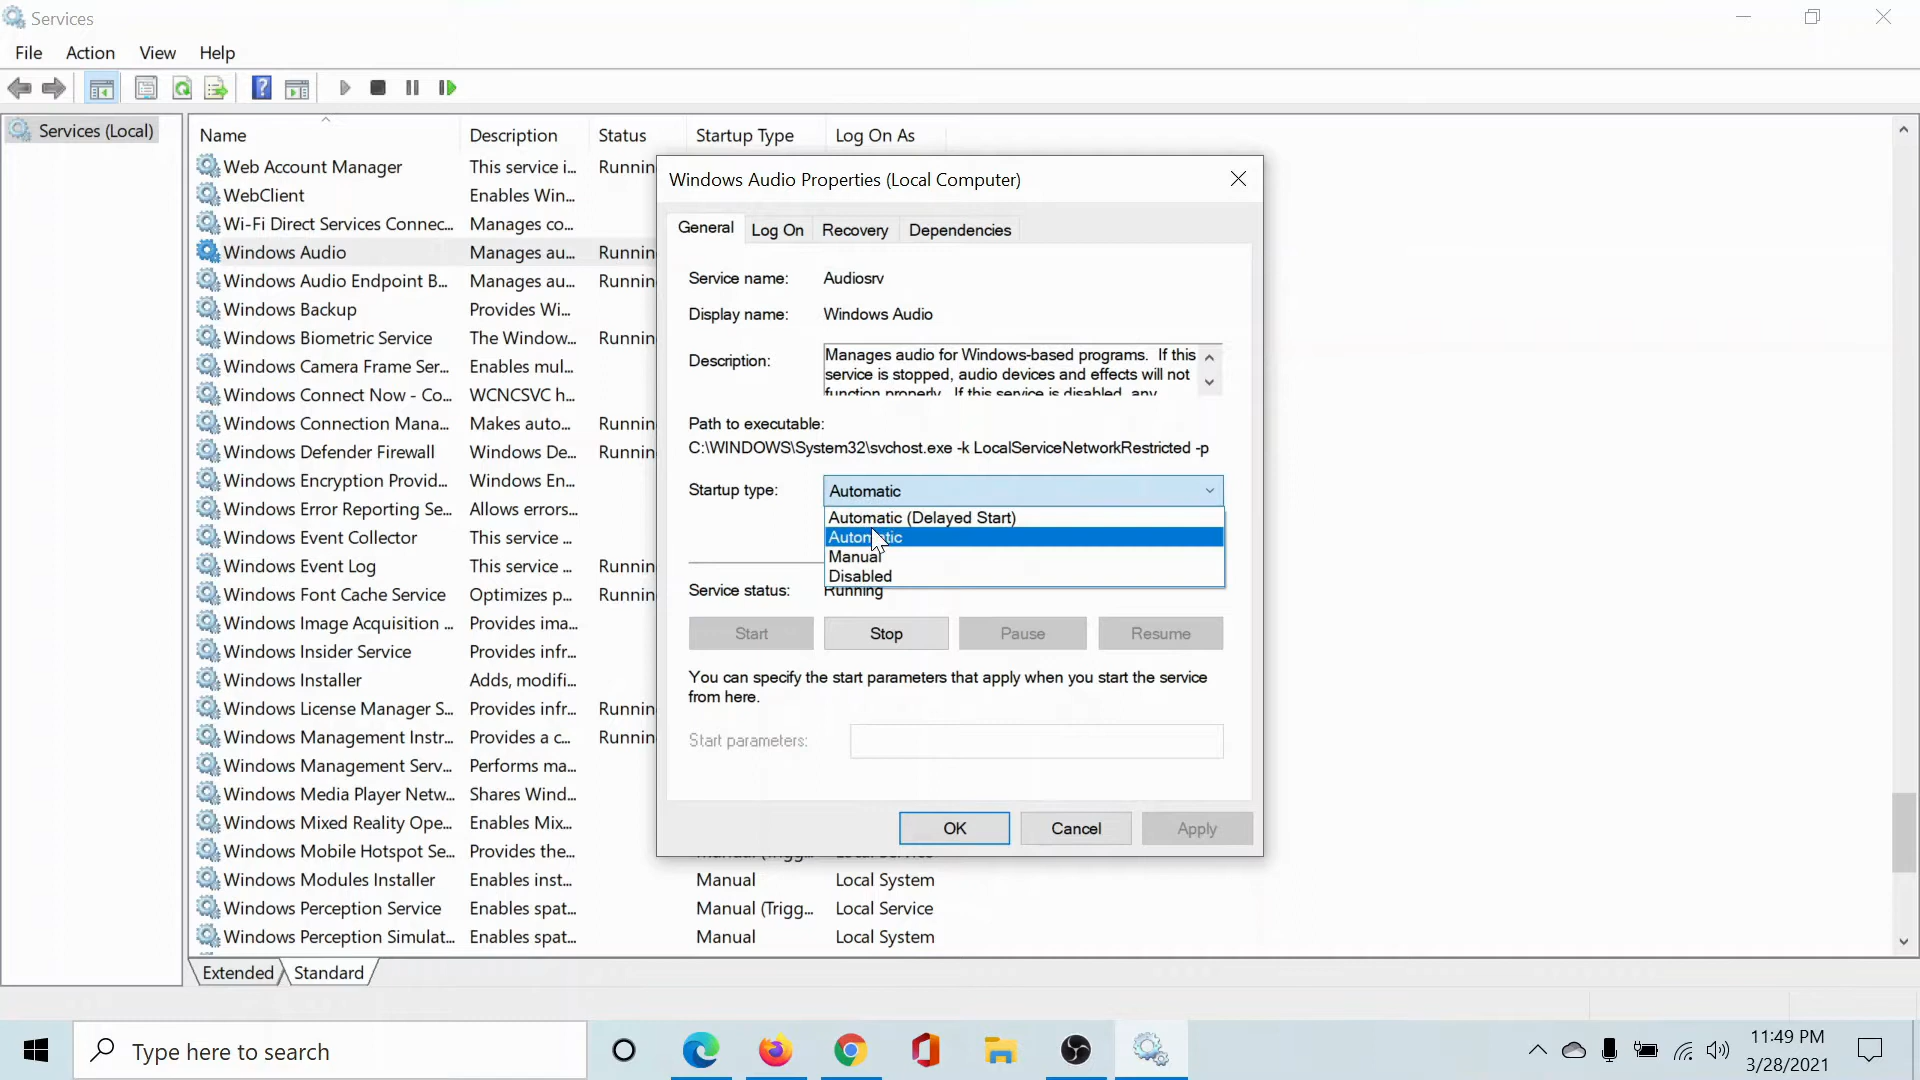 Services
File Action View Help
Services (Local)
Name Description Status Startup Type Log On As
Web Account Manager This service i... Runnin
WebClient Enables Win...
Wi-Fi Direct Services Connec... Manages co...
Windows Audio Manages au... Runnin
Windows Audio Endpoint B... Manages au... Runnin
Windows Backup Provides Wi...
Windows Biometric Service The Window... Runnin
Windows Camera Frame Ser... Enables mul...
Windows Connect Now - Co... WCNCSVC h...
Windows Connection Mana... Makes auto... Runnin
Windows Defender Firewall Windows De... Runnin
Windows Encryption Provid... Windows En...
Windows Error Reporting Se... Allows errors...
Windows Event Collector This service ...
Windows Event Log This service ... Runnin
Windows Font Cache Service Optimizes p... Runnin
Windows Image Acquisition ... Provides ima...
Windows Insider Service Provides infr...
Windows Installer Adds, modifi...
Windows License Manager S... Provides infr... Runnin
Windows Management Instr... Provides a c... Runnin
Windows Management Serv... Performs ma...
Windows Media Player Netw... Shares Wind...
Windows Mixed Reality Ope... Enables Mix...
Windows Mobile Hotspot Se... Provides the...
Windows Modules Installer Enables inst... Manual Local System
Windows Perception Service Enables spat... Manual (Trigg... Local Service
Windows Perception Simulat... Enables spat... Manual Local System
Extended Standard
Windows Audio Properties (Local Computer)
General Log On Recovery Dependencies
Service name: Audiosrv
Display name: Windows Audio
Description: Manages audio for Windows-based programs. If this
service is stopped, audio devices and effects will not
function properly. If this service is disabled, any
Path to executable:
C:\WINDOWS\System32\svchost.exe -k LocalServiceNetworkRestricted -p
Startup type: Automatic
Automatic (Delayed Start)
Automatic
Manual
Disabled
Service status: Running
Start Stop Pause Resume
You can specify the start parameters that apply when you start the service
from here.
Start parameters:
OK Cancel Apply
Type here to search
11:49 PM
3/28/2021